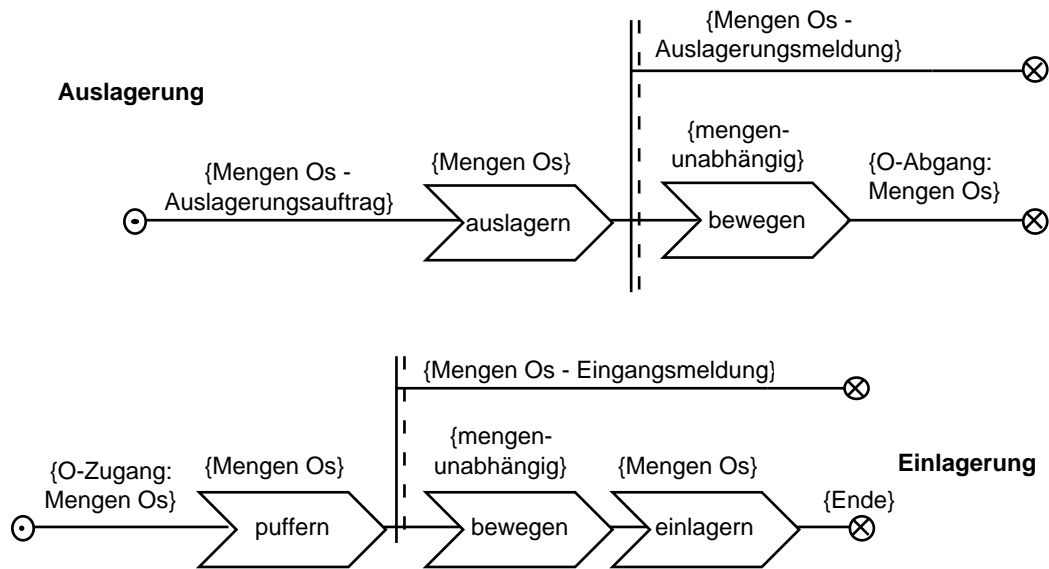 {Mengen Os -
Auslagerungsmeldung}
Auslagerung
{mengen-
unabhängig}
{Mengen Os -
Auslagerungsauftrag}
{Mengen Os}
{O-Abgang:
Mengen Os}
auslagern
bewegen
{Mengen Os - Eingangsmeldung}
{mengen-
unabhängig}
{O-Zugang:
Mengen Os}
{Mengen Os}
{Mengen Os}
Einlagerung
{Ende}
puffern
bewegen
einlagern